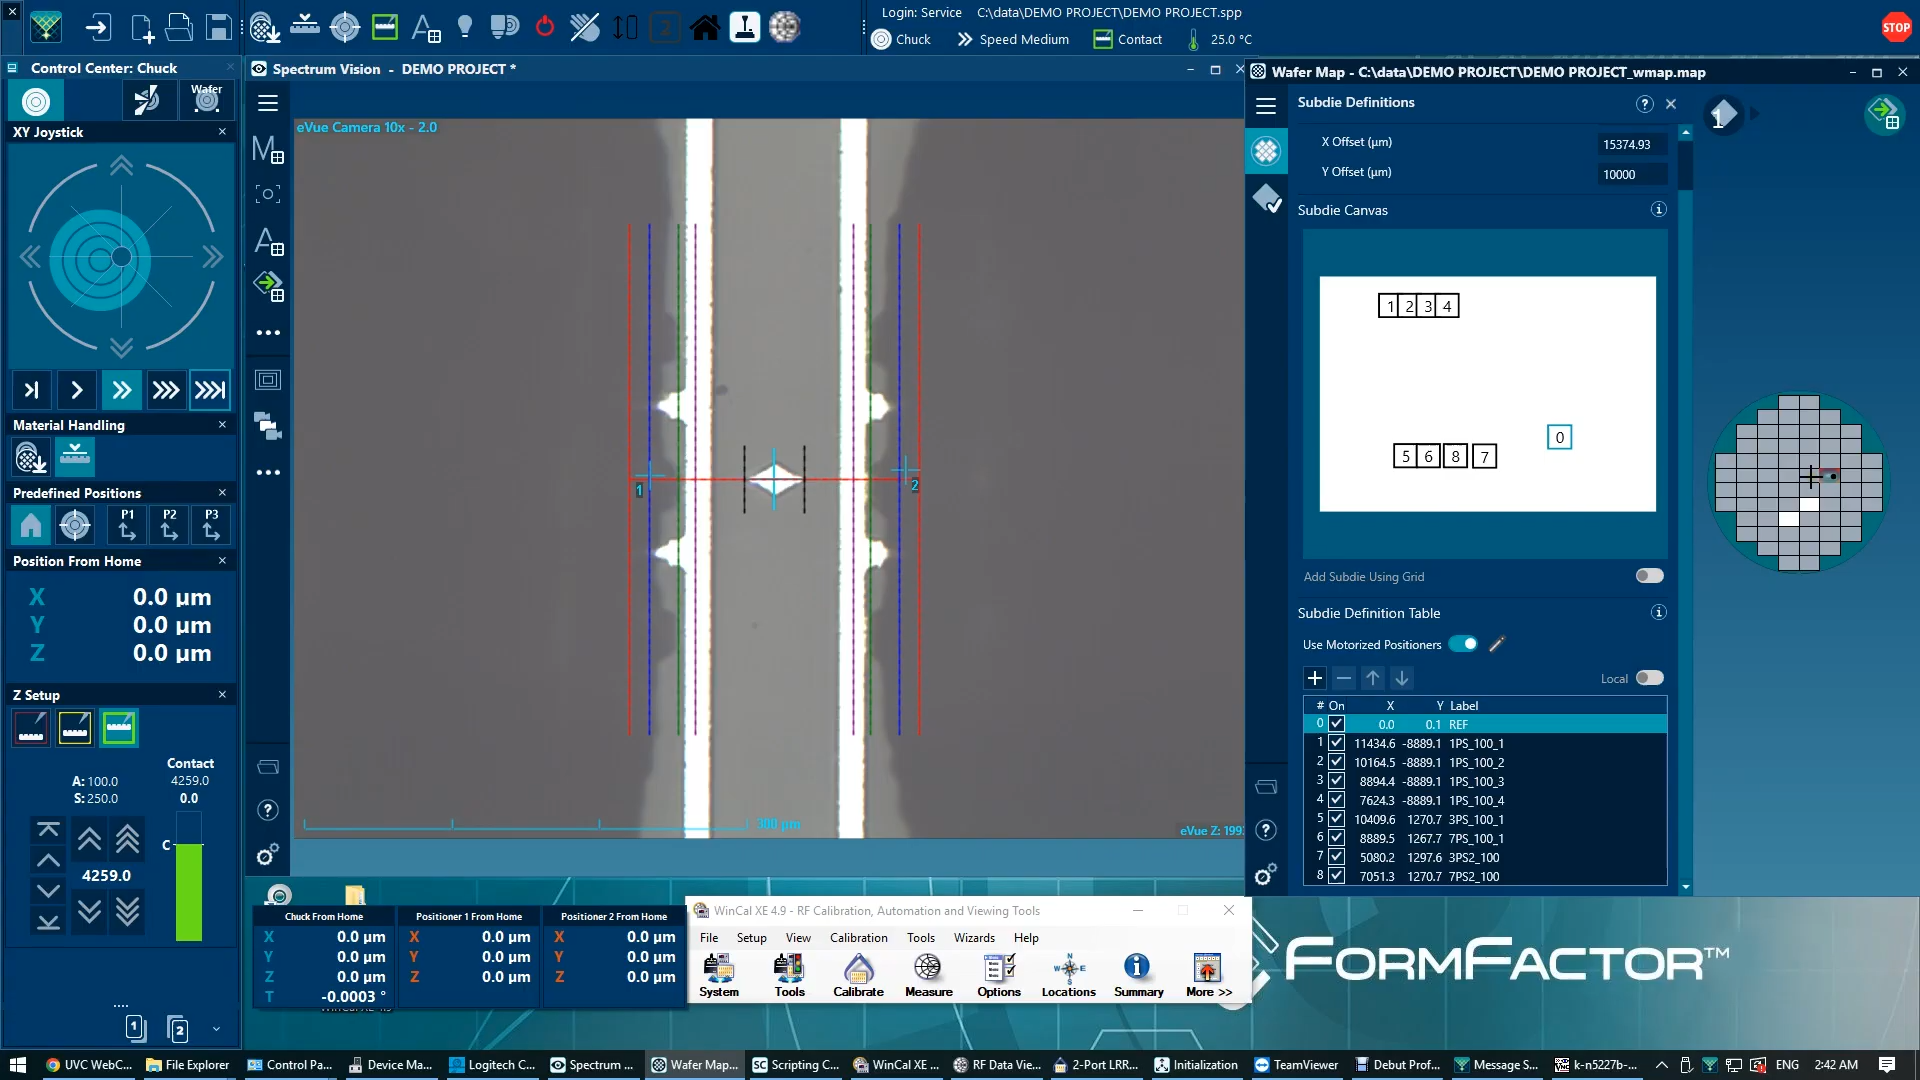 Login: Service C:\data\DEMO PROJECT\DEMO PROJECT.spp
Chuck Speed Medium Contact 25.0 °C
STOP
Control Center: Chuck
Wafer
XY Joystick
Material Handling
Predefined Positions
P1 P2 P3
Position From Home
X 0.0 µm
Y 0.0 µm
Z 0.0 µm
Z Setup
Contact
A: 100.0 4259.0
S: 250.0 0.0
C
4259.0
1 2
Spectrum Vision - DEMO PROJECT *
eVue Camera 10x - 2.0
1
2
300 µm
eVue Z: 199
Chuck From Home
X 0.0 µm
Y 0.0 µm
Z 0.0 µm
T -0.0003 °
Positioner 1 From Home
X 0.0 µm
Y 0.0 µm
Z 0.0 µm
Positioner 2 From Home
X 0.0 µm
Y 0.0 µm
Z 0.0 µm
WinCal XE 4.9 - RF Calibration, Automation and Viewing Tools
File Setup View Calibration Tools Wizards Help
System Tools Calibrate Measure Options Locations Summary More >>
Wafer Map - C:\data\DEMO PROJECT\DEMO PROJECT_wmap.map
Subdie Definitions
X Offset (µm) 15374.93
Y Offset (µm) 10000
Subdie Canvas
1 2 3 4
0
5 6 8 7
Add Subdie Using Grid
Subdie Definition Table
Use Motorized Positioners
Local
# On X Y Label
0 0.0 0.1 REF
1 11434.6 -8889.1 1PS_100_1
2 10164.5 -8889.1 1PS_100_2
3 8894.4 -8889.1 1PS_100_3
4 7624.3 -8889.1 1PS_100_4
5 10409.6 1270.7 3PS_100_1
6 8889.5 1267.7 7PS_100_1
7 5080.2 1297.6 3PS2_100
8 7051.3 1270.7 7PS2_100
1
FORMFACTOR™
UVC WebC... File Explorer Control Pa... Device Ma... Logitech C... Spectrum ... Wafer Map... Scripting C... WinCal XE ... RF Data Vie... 2-Port LRR... Initialization TeamViewer Debut Prof... Message S... k-n5227b-... ENG 2:42 AM